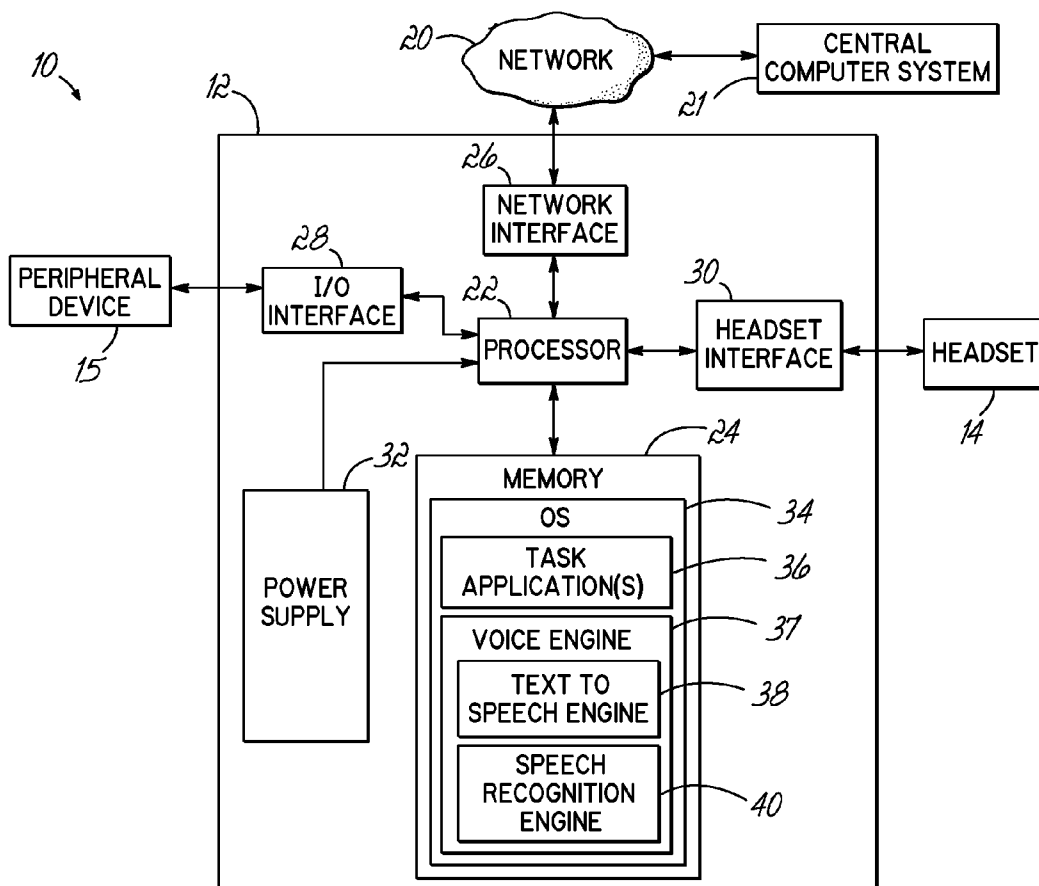 20
NETWORK
CENTRAL
COMPUTER SYSTEM
21
10
12
26
NETWORK
INTERFACE
PERIPHERAL
DEVICE
15
28
I/O
INTERFACE
22
PROCESSOR
30
HEADSET
INTERFACE
HEADSET
14
32
POWER
SUPPLY
24
MEMORY
OS
34
TASK
APPLICATION(S)
36
VOICE ENGINE
37
TEXT TO
SPEECH ENGINE
38
SPEECH
RECOGNITION
ENGINE
40